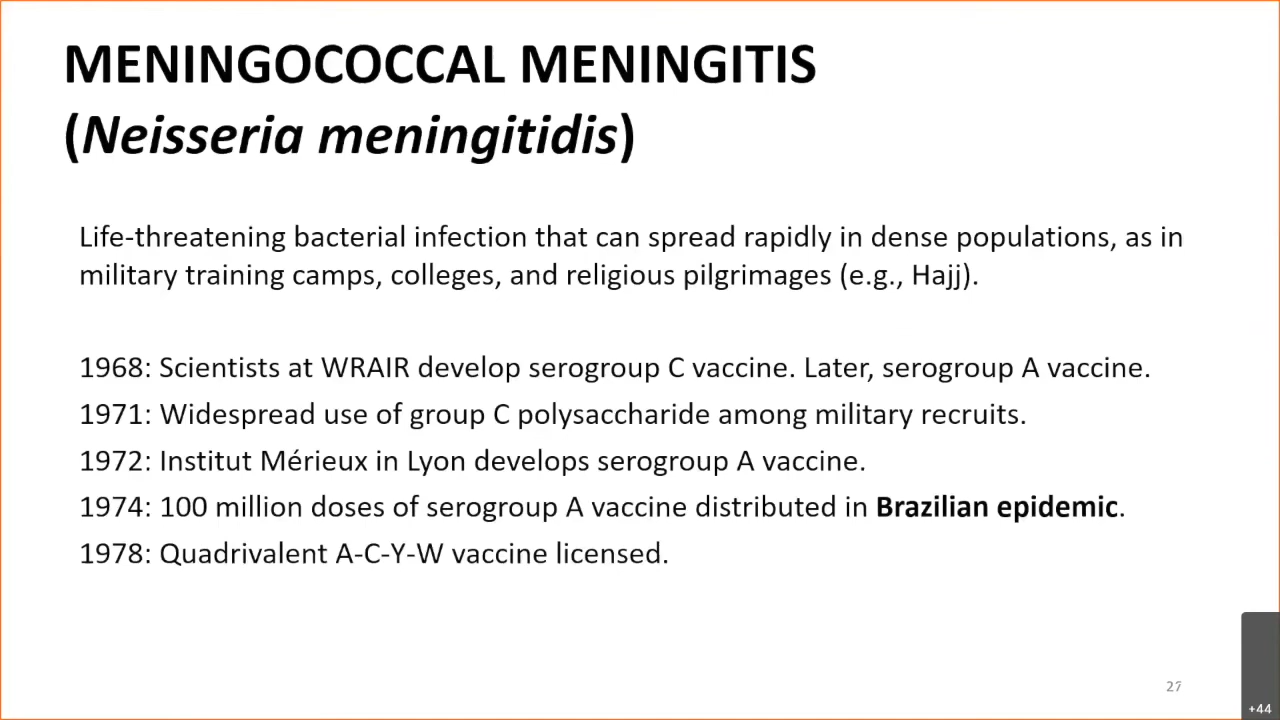 MENINGOCOCCAL MENINGITIS
(Neisseria meningitidis)
Life-threatening bacterial infection that can spread rapidly in dense populations, as in
military training camps, colleges, and religious pilgrimages (e.g., Hajj).
1968: Scientists at WRAIR develop serogroup C vaccine. Later, serogroup A vaccine.
1971: Widespread use of group C polysaccharide among military recruits.
1972: Institut Mérieux in Lyon develops serogroup A vaccine.
1974: 100 million doses of serogroup A vaccine distributed in Brazilian epidemic.
1978: Quadrivalent A-C-Y-W vaccine licensed.
27
+44